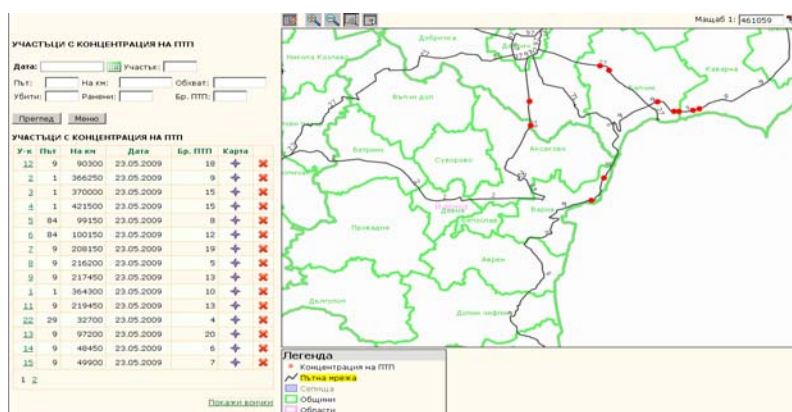 Мащаб 1: 461059
УЧАСТЪЦИ С КОНЦЕНТРАЦИЯ НА ПТП
Дата: Участък:
Път: На км: Обхват:
Убити: Ранени: Бр. ПТП:
Преглед Меню
УЧАСТЪЦИ С КОНЦЕНТРАЦИЯ НА ПТП
У-к Път На км Дата Бр. ПТП Карта
12 9 90300 23.05.2009 18
2 1 366250 23.05.2009 9
3 1 370000 23.05.2009 15
4 1 421500 23.05.2009 15
5 84 99150 23.05.2009 8
6 84 100150 23.05.2009 12
7 9 208150 23.05.2009 19
8 9 216200 23.05.2009 5
9 9 217450 23.05.2009 13
1 1 364300 23.05.2009 10
11 9 219450 23.05.2009 13
22 29 32700 23.05.2009 4
13 9 97200 23.05.2009 20
14 9 48450 23.05.2009 6
15 9 49900 23.05.2009 7
1 2
Покажи всички
Добричка
Никола Козлево
Каварна
Балчик
Вълчи дол
Ветрино
Суворово
Аксаково
Девня
Варна
Белослав
Провадия
Аврен
Дългопол
Долни чифлик
Легенда
Концентрация на ПТП
Пътна мрежа
Селища
Общини
Области